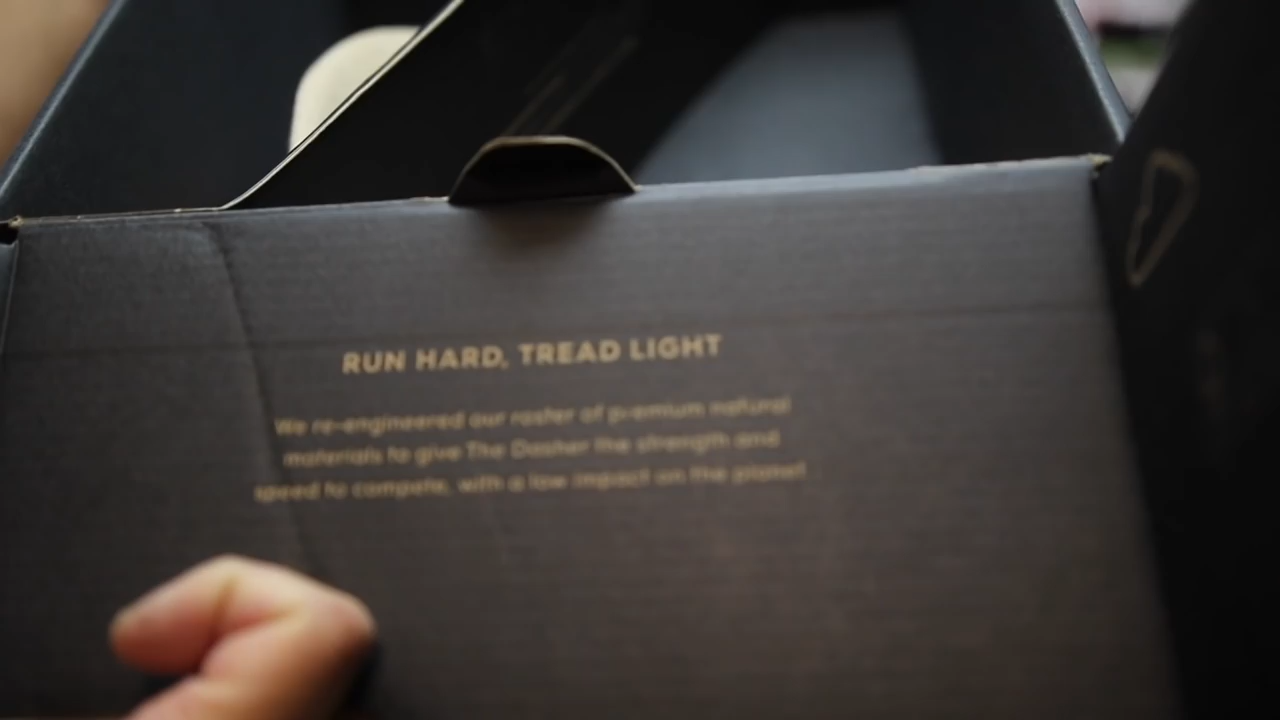 RUN HARD, TREAD LIGHT
We re-engineered our roster of premium natural
materials to give The Dasher the strength and
speed to compete, with a low impact on the planet.